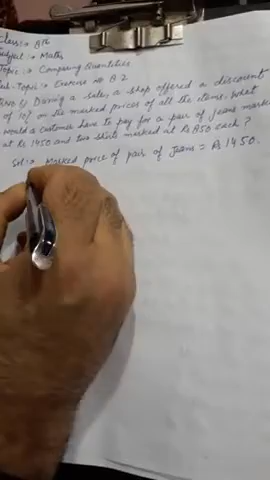 Class:→ 8th
Subject:→ Maths
Topic:→ Comparing Quantities
Sub-Topic:→ Exercise № 8.2
During a sale, a shop offered a discount
of 10% on the marked prices of all the items. What
would a customer have to pay for a pair of jeans marked
at Rs 1450 and two shirts marked at Rs 850 each?
Sol:→ Marked price of pair of Jeans = Rs 1450.